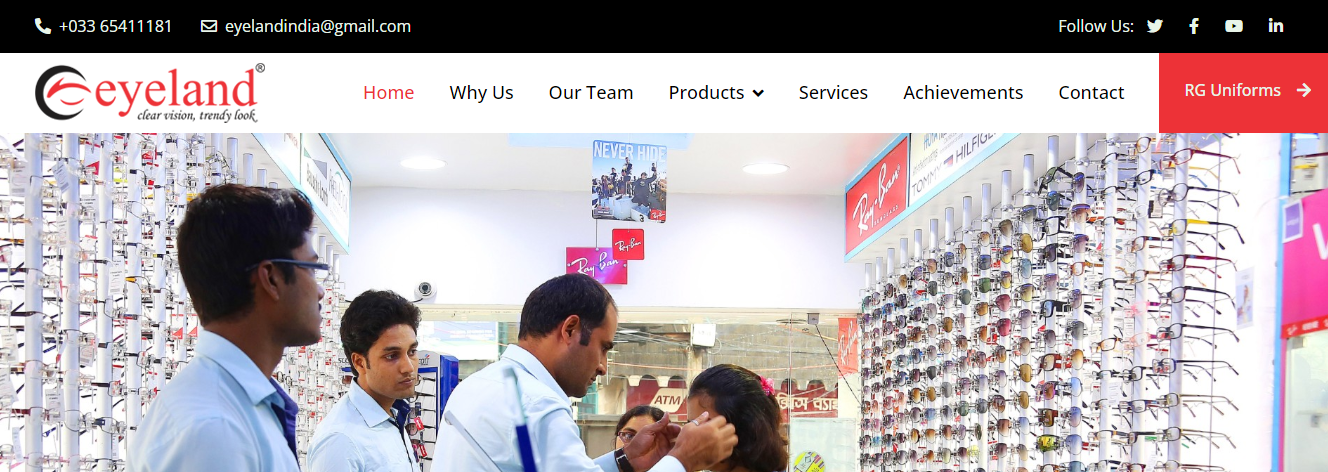 +033 65411181 eyelandindia@gmail.com Follow Us:
eyeland®
clear vision, trendy look
Home Why Us Our Team Products Services Achievements Contact RG Uniforms
NEVER HIDE
Ray-Ban
Ray-Ban
Ray-Ban
TOMMY HILFIGER
ATM